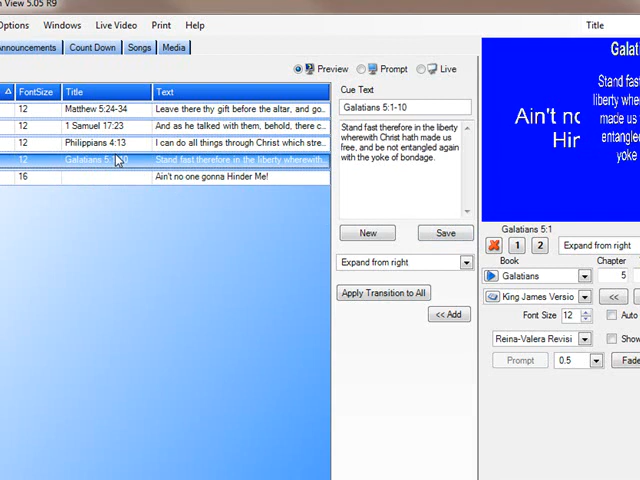 View 5.05 R9
Options Windows Live Video Print Help Title
Announcements Count Down Songs Media
Preview Prompt Live
FontSize Title Text
12 Matthew 5:24-34 Leave there thy gift before the altar, and go..
12 1 Samuel 17:23 And as he talked with them, behold, there c..
12 Philippians 4:13 I can do all things through Christ which stre...
12 Galatians 5: Stand fast therefore in the liberty wherewith..
16 Ain't no one gonna Hinder Me!
Cue Text
Galatians 5:1-10
Stand fast therefore in the liberty
wherewith Christ hath made us
free, and be not entangled again
with the yoke of bondage.
New Save
Expand from right
Apply Transition to All
<< Add
Galati
Stand fast
liberty whe
made us
entangled
yoke
Ain't no
Hin
Galatians 5:1
1 2 Expand from right
Book Chapter
Galatians 5
King James Versio <<
Font Size 12 Auto
Reina-Valera Revisi Show
Prompt 0.5 Fade